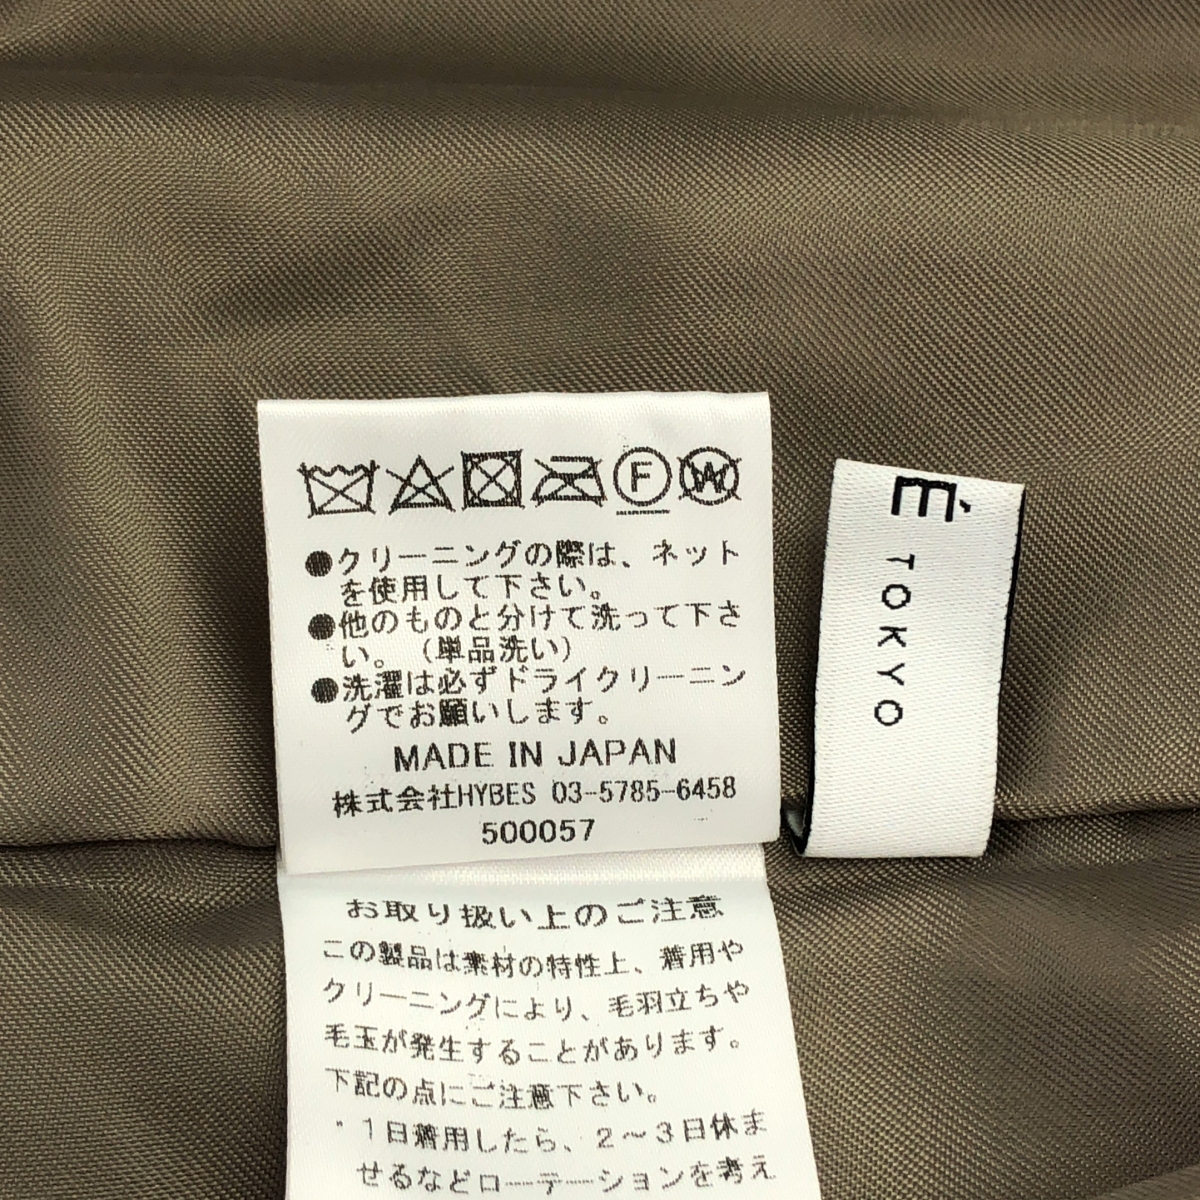 F W
●クリーニングの際は、ネット
を使用して下さい。
●他のものと分けて洗って下さ
い。（単品洗い）
●洗濯は必ずドライクリーニン
グでお願いします。
MADE IN JAPAN
株式会社HYBES 03-5785-6458
500057
お取り扱い上のご注意
この製品は素材の特性上、着用や
クリーニングにより、毛羽立ちや
毛玉が発生することがあります。
下記の点にご注意下さい。
・1日着用したら、2～3日休ま
せるなどローテーションを考え
É TOKYO